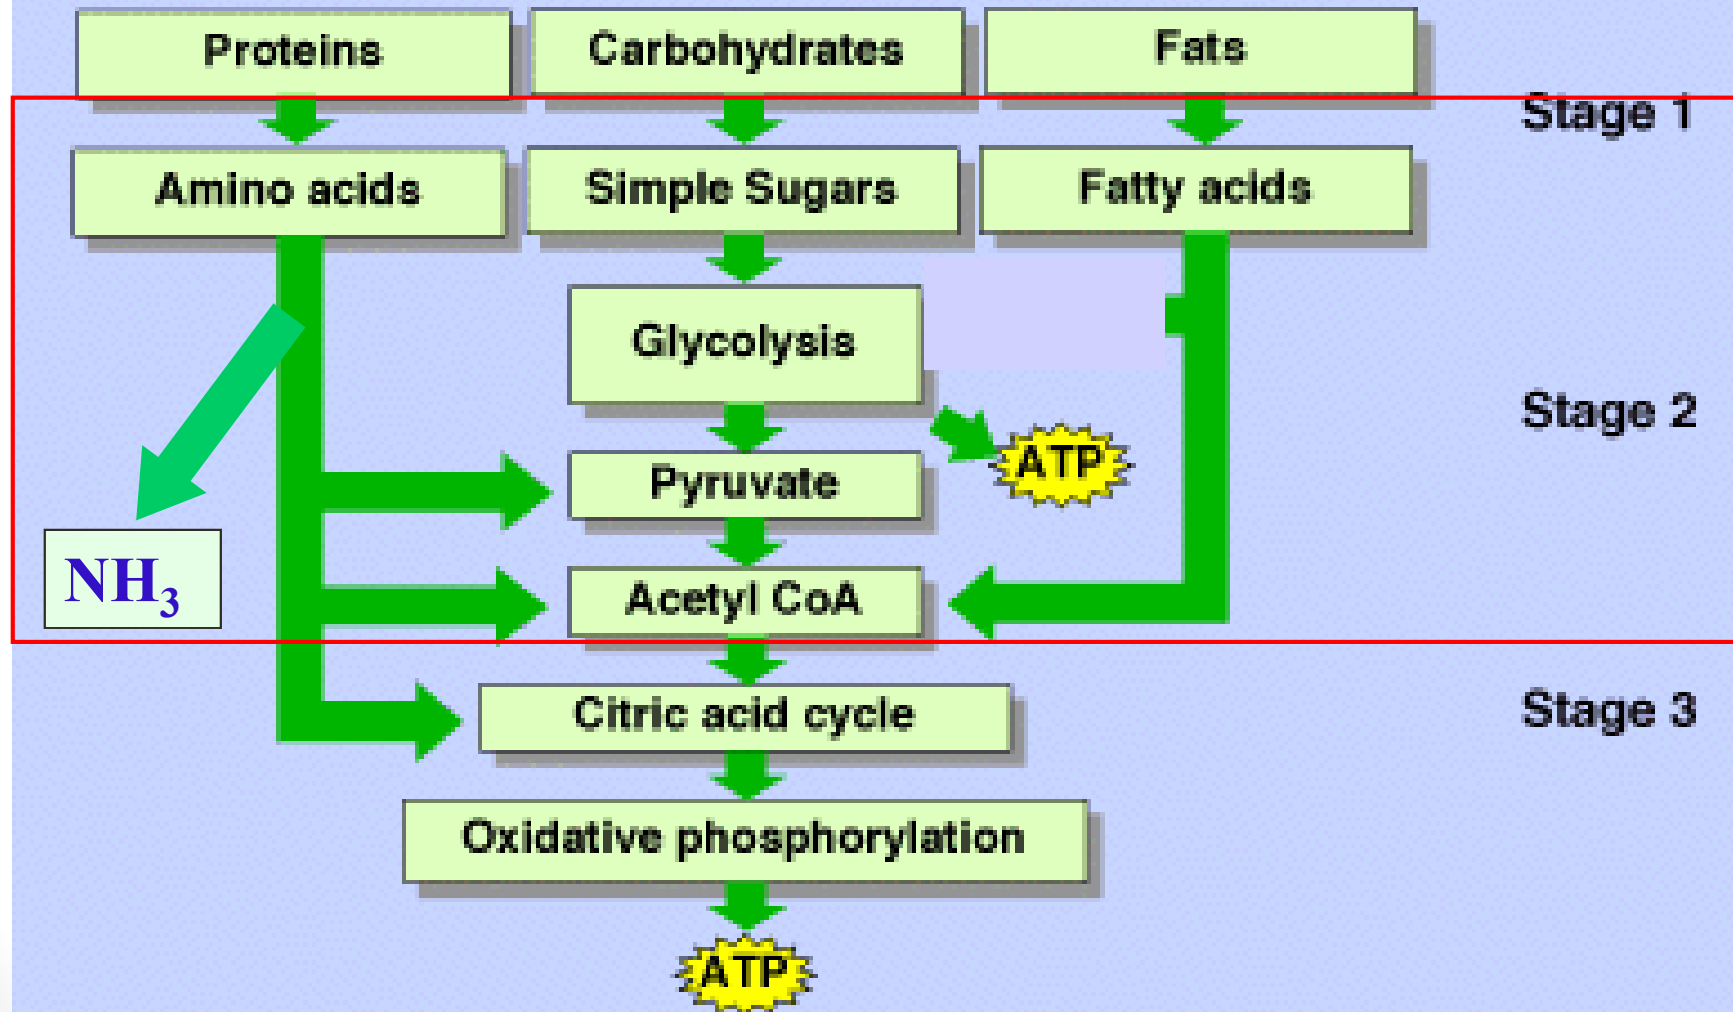 Proteins
Carbohydrates
Fats
Stage 1
Amino acids
Simple Sugars
Fatty acids
Glycolysis
Stage 2
ATP
Pyruvate
NH₃
Acetyl CoA
Citric acid cycle
Stage 3
Oxidative phosphorylation
ATP